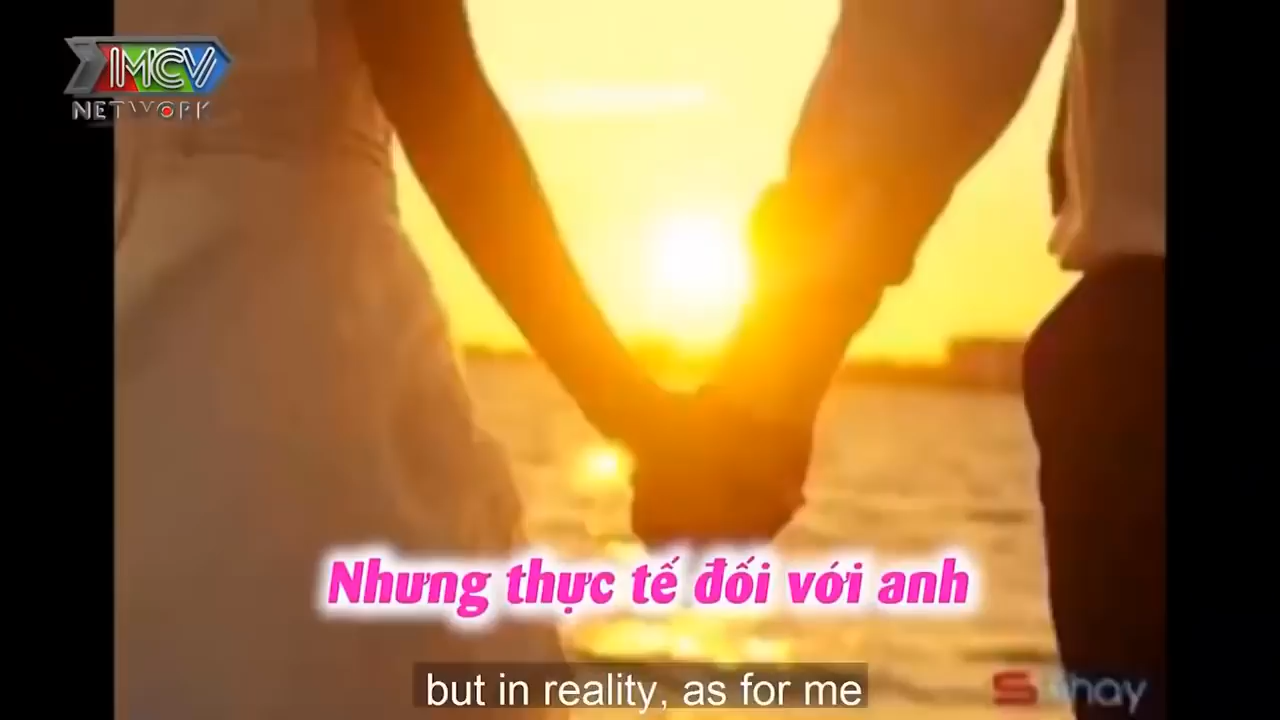 MCV
NETWORK
Nhưng thực tế đối với anh
but in reality, as for me